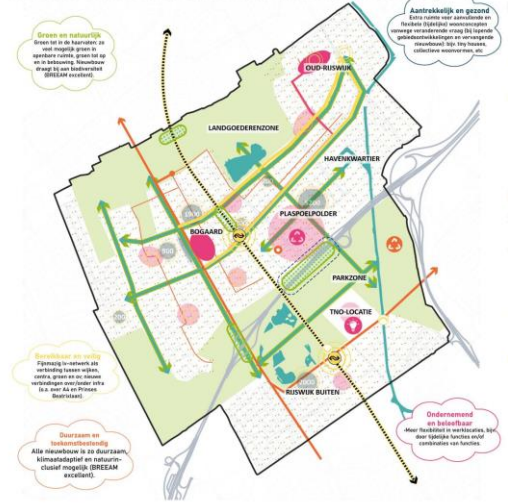 Groen en natuurlijk
Groen tot in de haarvaten: zo
veel mogelijk groen in
openbare ruimte, groen tot op
en in bebouwing. Nieuwbouw
draagt bij aan biodiversiteit
(BREEAM excellent).
Aantrekkelijk en gezond
Extra ruimte voor aanvullende en
flexibele (tijdelijke) woonconcepten
vanwege veranderende vraag (bij lopende
gebiedsontwikkelingen en vervangende
nieuwbouw): bijv. tiny houses,
collectieve woonvormen, etc
OUD-RIJSWIJK
LANDGOEDERENZONE
HAVENKWARTIER
PLASPOELPOLDER
BOGAARD
PARKZONE
TNO-LOCATIE
RIJSWIJK BUITEN
Bereikbaar en veilig
Fijnmazig lv-netwerk als
verbinding tussen wijken,
centra, groen en ov; nieuwe
verbindingen over/onder infra
(o.a. over A4 en Prinses
Beatrixlaan).
Duurzaam en
toekomstbestendig
Alle nieuwbouw is zo duurzaam,
klimaatadaptief en natuurin-
clusief mogelijk (BREEAM
excellent).
Ondernemend
en beleefbaar
-Meer flexibiliteit in werklocaties, bijv.
door tijdelijke functies en/of
combinaties van functies.